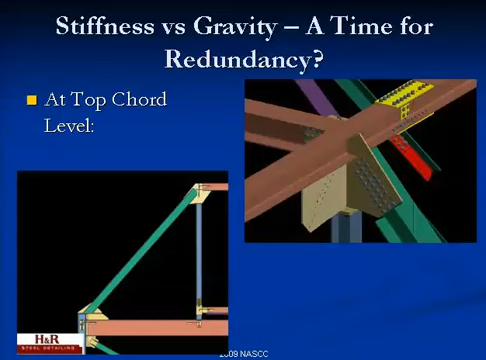 Stiffness vs Gravity – A Time for
Redundancy?
At Top Chord
Level:
H&R
STEEL DETAILING
2009 NASCC